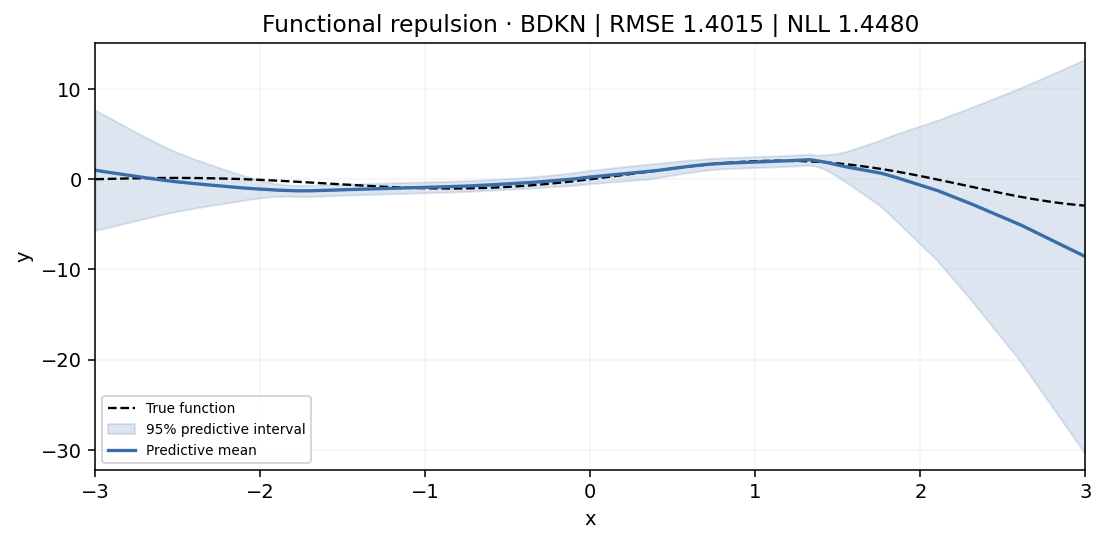 Functional repulsion · BDKN | RMSE 1.4015 | NLL 1.4480
10
0
−10
−20
−30
y
True function
95% predictive interval
Predictive mean
−3
−2
−1
0
1
2
3
x